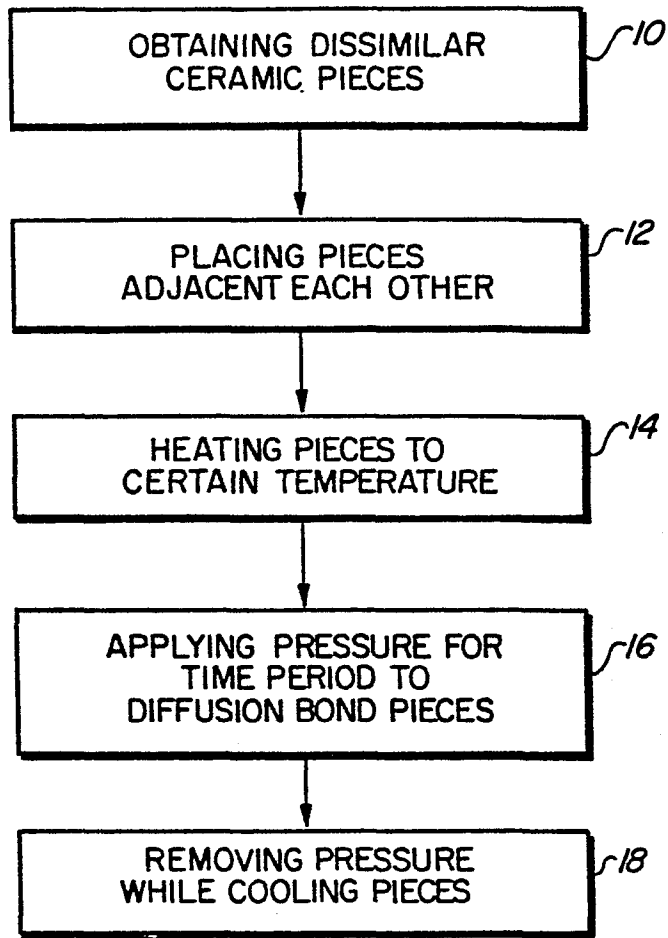 OBTAINING DISSIMILAR
CERAMIC PIECES
10
PLACING PIECES
ADJACENT EACH OTHER
12
HEATING PIECES TO
CERTAIN TEMPERATURE
14
APPLYING PRESSURE FOR
TIME PERIOD TO
DIFFUSION BOND PIECES
16
REMOVING PRESSURE
WHILE COOLING PIECES
18